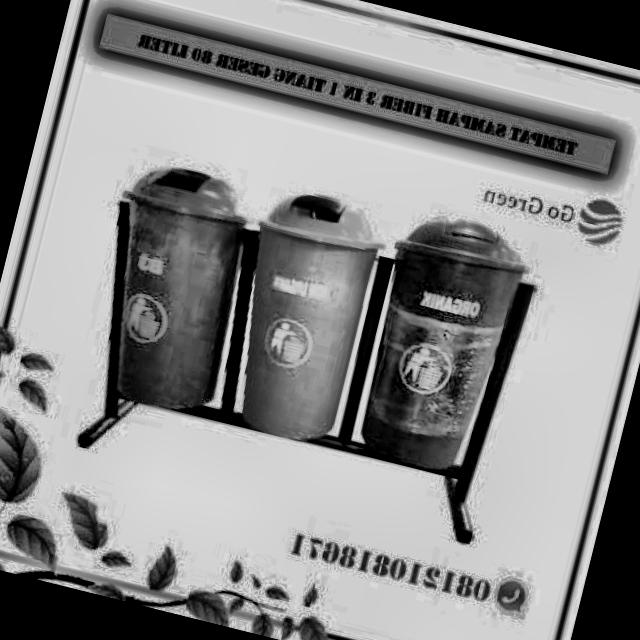 TEMPAT SAMPAH FIBER 3 IN 1 TIANG GESER 80 LITER
Go Green
ORGANIK
081210818671